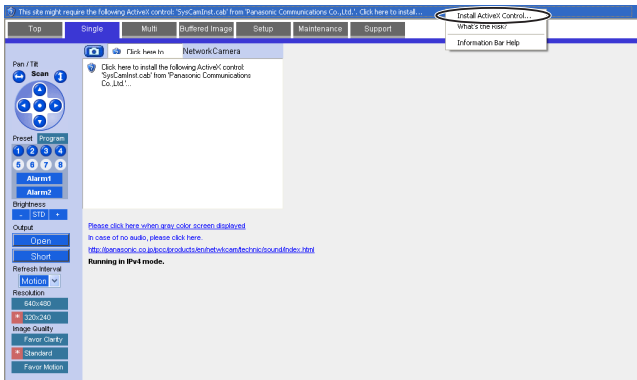 This site might require the following ActiveX control: 'SysCamInst.cab' from 'Panasonic Communications Co.,Ltd.'. Click here to install...
Install ActiveX Control...
What's the Risk?
Information Bar Help
Top Single Multi Buffered Image Setup Maintenance Support
Click here to NetworkCamera
Click here to install the following ActiveX control:
'SysCamInst.cab' from 'Panasonic Communications
Co.,Ltd.'...
Pan / Tilt
Scan
Preset Program
1 2 3 4
5 6 7 8
Alarm1
Alarm2
Brightness
- STD +
Output
Open
Short
Refresh Interval
Motion
Resolution
640x480
* 320x240
Image Quality
Favor Clarity
* Standard
Favor Motion
Please click here when gray color screen displayed
In case of no audio, please click here.
http://panasonic.co.jp/pcc/products/en/netwkcam/technic/sound/index.html
Running in IPv4 mode.